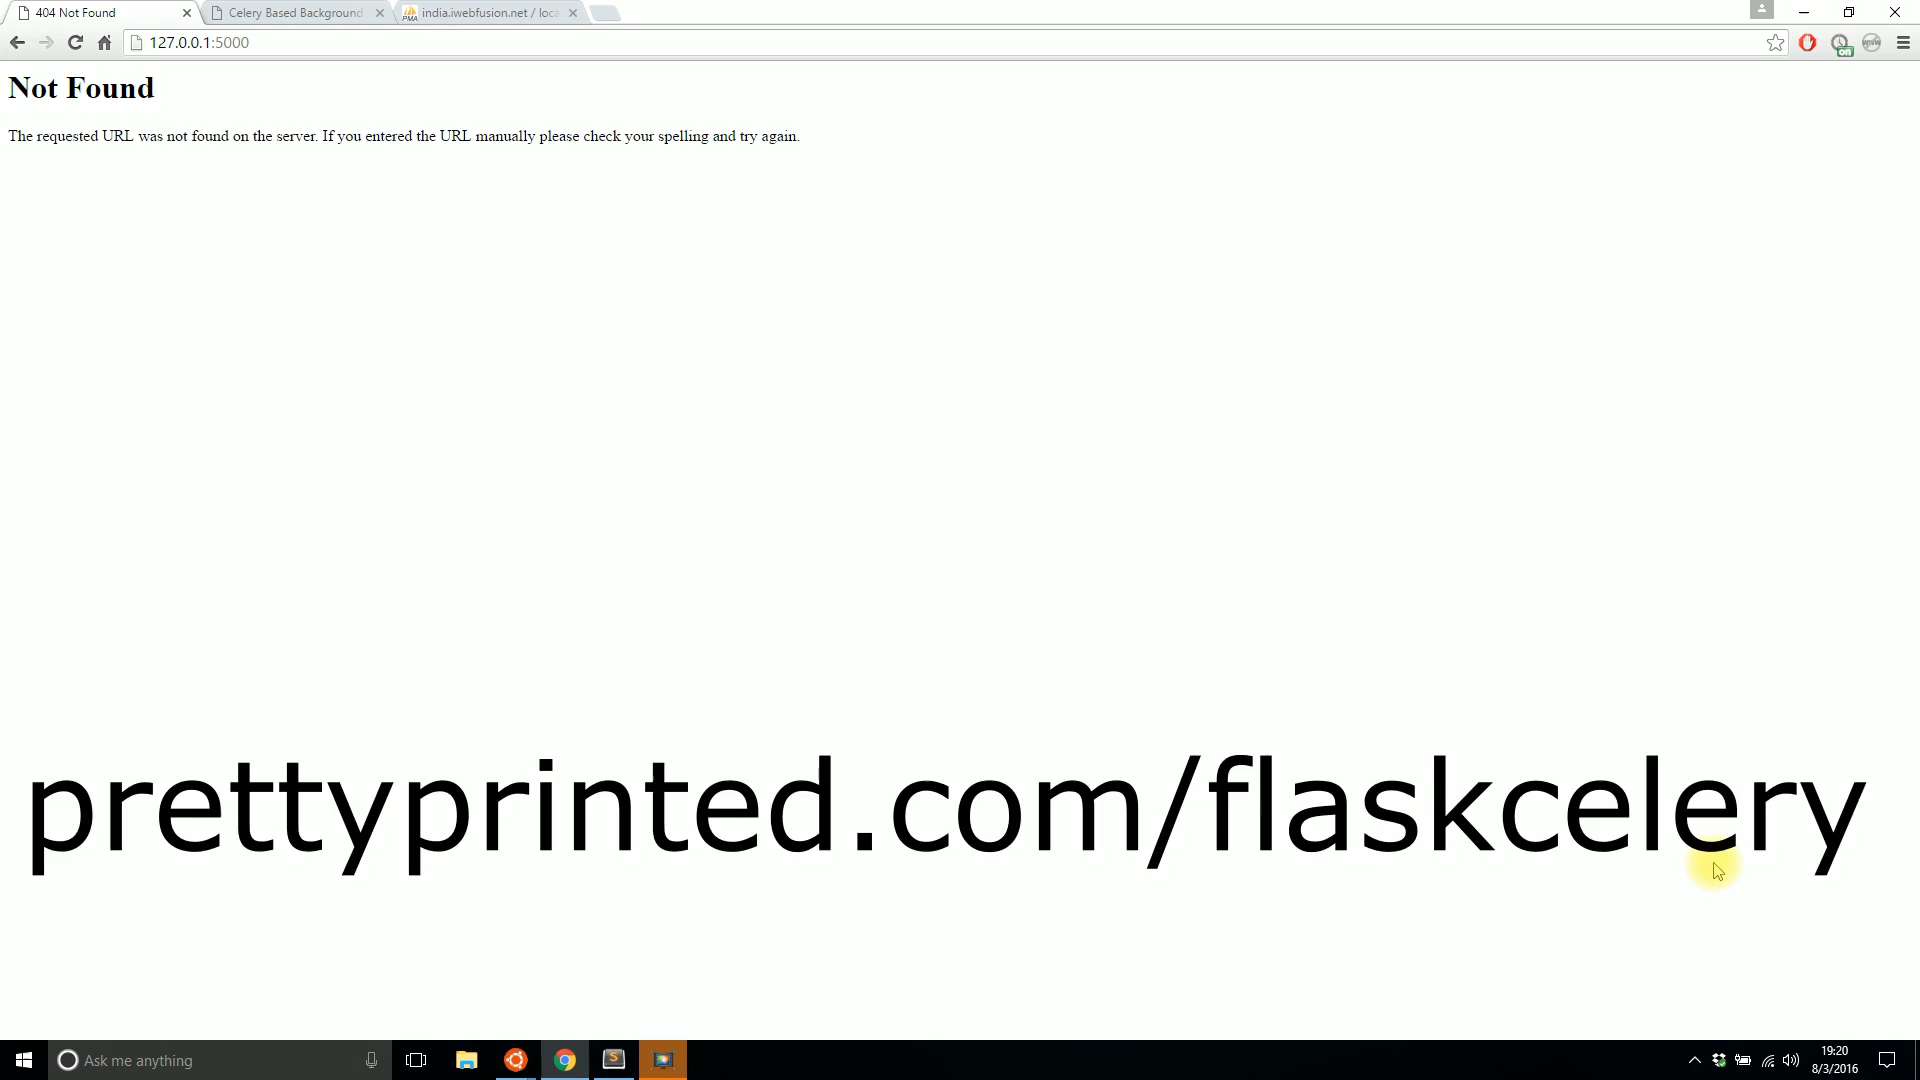 404 Not Found
Celery Based Background
PMA india.iwebfusion.net / loca
127.0.0.1:5000
on
Not Found
The requested URL was not found on the server. If you entered the URL manually please check your spelling and try again.
prettyprinted.com/flaskcelery
Ask me anything
S
19:20
8/3/2016